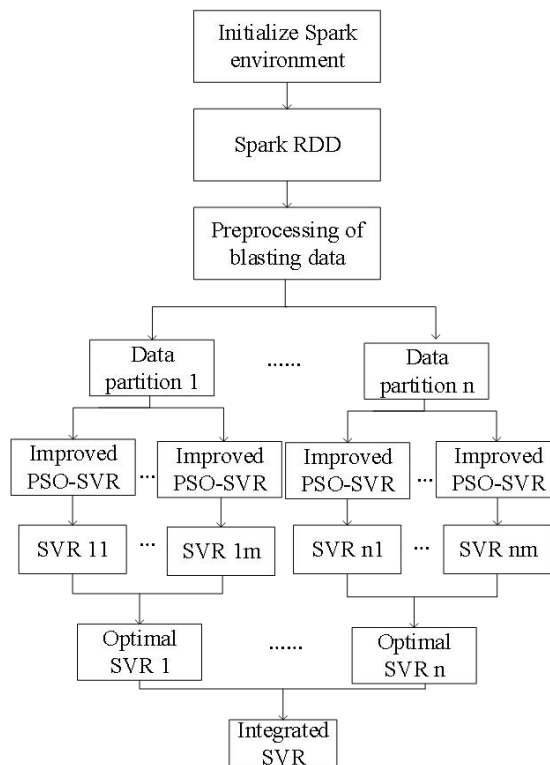 Initialize Spark
environment
Spark RDD
Preprocessing of
blasting data
Data
partition 1
......
Data
partition n
Improved
PSO-SVR
...
Improved
PSO-SVR
Improved
PSO-SVR
...
Improved
PSO-SVR
SVR 11
...
SVR 1m
SVR n1
...
SVR nm
Optimal
SVR 1
......
Optimal
SVR n
Integrated
SVR